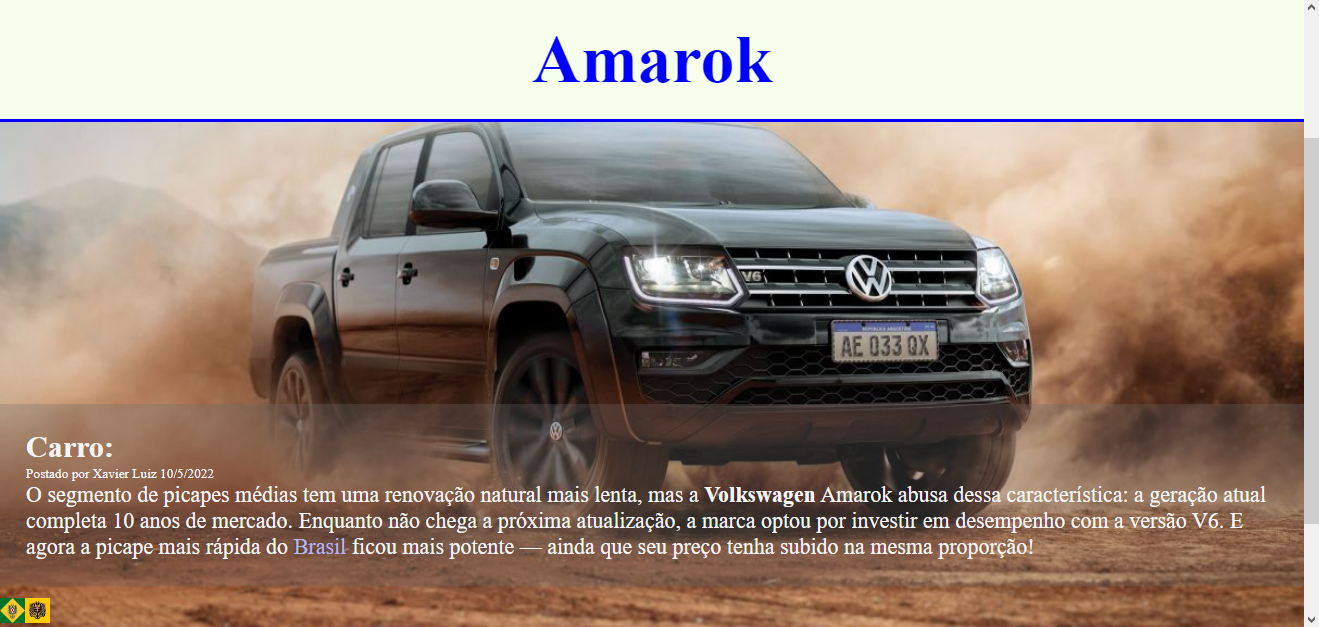 Amarok
V6
REPÚBLICA ARGENTINA
AE 033 QX
Carro:
Postado por Xavier Luiz 10/5/2022
O segmento de picapes médias tem uma renovação natural mais lenta, mas a Volkswagen Amarok abusa dessa característica: a geração atual
completa 10 anos de mercado. Enquanto não chega a próxima atualização, a marca optou por investir em desempenho com a versão V6. E
agora a picape mais rápida do Brasil ficou mais potente — ainda que seu preço tenha subido na mesma proporção!